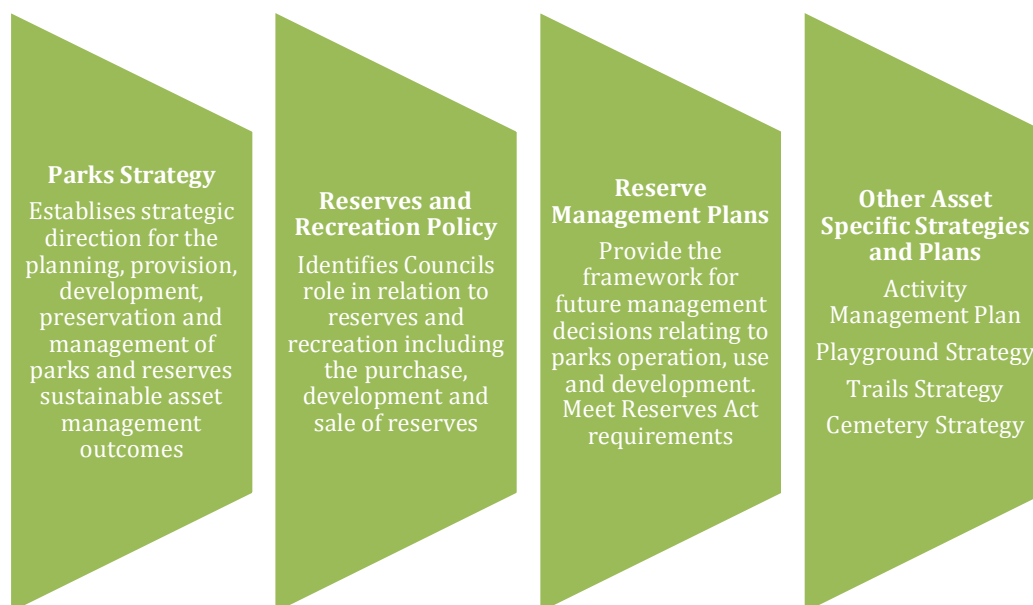 Parks Strategy
Establises strategic
direction for the
planning, provision,
development,
preservation and
management of
parks and reserves
sustainable asset
management
outcomes
Reserves and
Recreation Policy
Identifies Councils
role in relation to
reserves and
recreation including
the purchase,
development and
sale of reserves
Reserve
Management Plans
Provide the
framework for
future management
decisions relating to
parks operation, use
and development.
Meet Reserves Act
requirements
Other Asset
Specific Strategies
and Plans
Activity
Management Plan
Playground Strategy
Trails Strategy
Cemetery Strategy